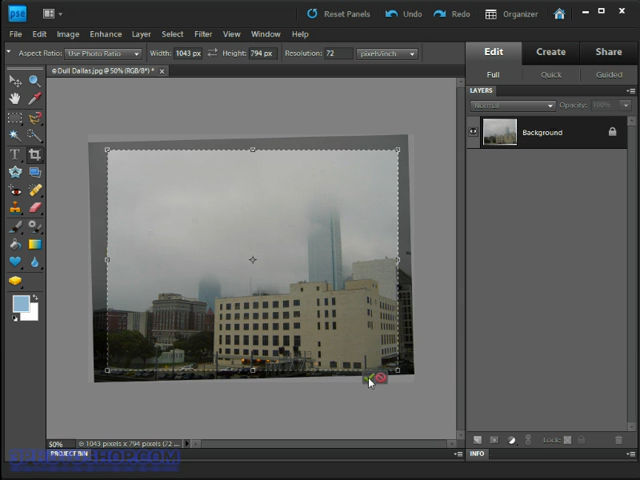 pse
Reset Panels Undo Redo Organizer
File Edit Image Enhance Layer Select Filter View Window Help
Aspect Ratio: Use Photo Ratio Width: 1043 px Height: 794 px Resolution: 72 pixels/inch
Edit Create Share
Full Quick Guided
©Dull Dallas.jpg @ 50% (RGB/8*) *
LAYERS
Normal Opacity: 100%
Background
50% 1043 pixels x 794 pixels (72 ...
Lock:
PROJECT BIN
INFO